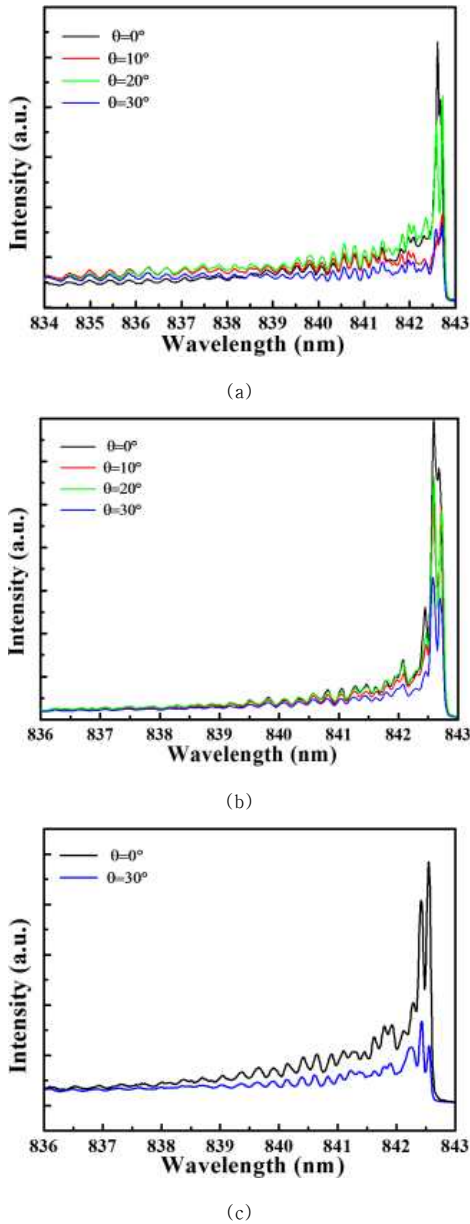 Intensity (a.u.)
θ=0°
θ=10°
θ=20°
θ=30°
834 835 836 837 838 839 840 841 842 843
Wavelength (nm)
(a)
Intensity (a.u.)
θ=0°
θ=10°
θ=20°
θ=30°
836 837 838 839 840 841 842 843
Wavelength (nm)
(b)
Intensity (a.u.)
θ=0°
θ=30°
836 837 838 839 840 841 842 843
Wavelength (nm)
(c)